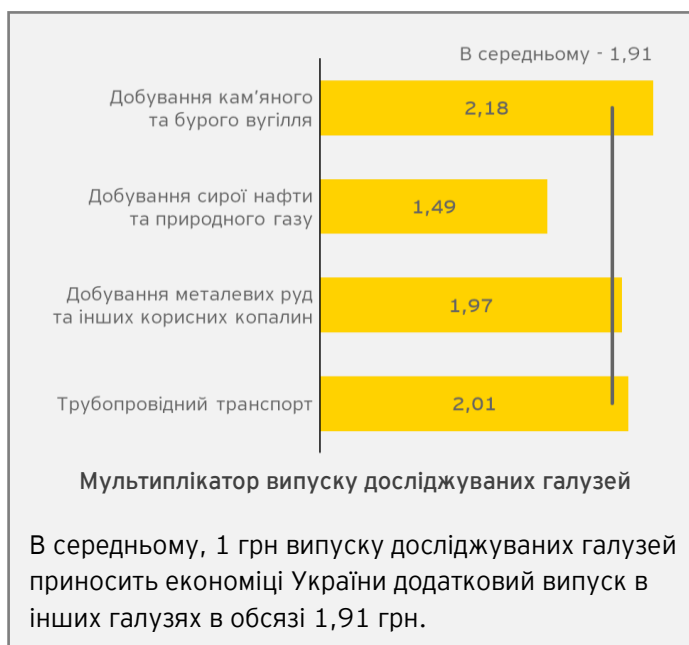 В середньому - 1,91
Добування кам’яного
та бурого вугілля
2,18
Добування сирої нафти
та природного газу
1,49
Добування металевих руд
та інших корисних копалин
1,97
Трубопровідний транспорт
2,01
Мультиплікатор випуску досліджуваних галузей
В середньому, 1 грн випуску досліджуваних галузей
приносить економіці України додатковий випуск в
інших галузях в обсязі 1,91 грн.